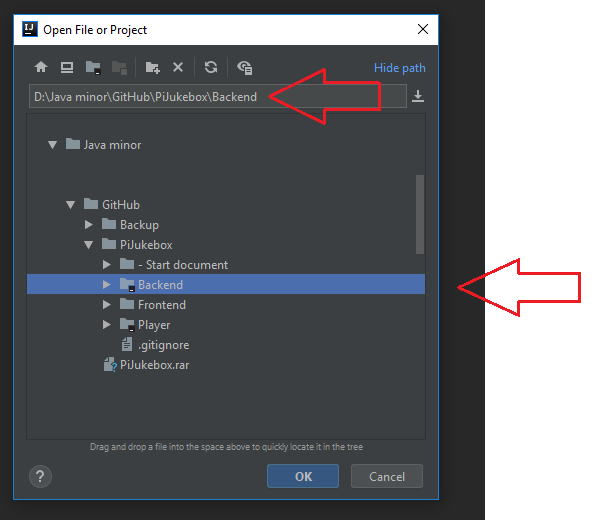 IJ Open File or Project
Hide path
D:\Java minor\GitHub\PiJukebox\Backend
Java minor
GitHub
Backup
PiJukebox
- Start document
Backend
Frontend
Player
.gitignore
PiJukebox.rar
Drag and drop a file into the space above to quickly locate it in the tree
? OK Cancel